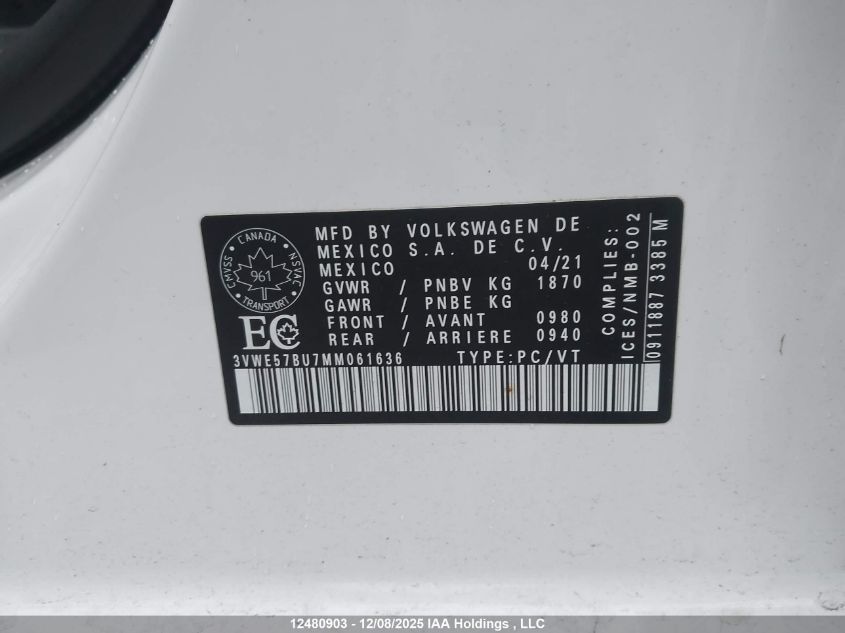 CANADA
CMVSS
NSVAC
961
TRANSPORT
EC
MFD BY VOLKSWAGEN DE
MEXICO S.A. DE C.V.
MEXICO 04/21
GVWR / PNBV KG 1870
GAWR / PNBE KG
FRONT / AVANT 0980
REAR / ARRIERE 0940
3VWE57BU7MM061636 TYPE:PC/VT
COMPLIES:
ICES/NMB-002
0911887 3385 M
12480903 - 12/08/2025 IAA Holdings , LLC